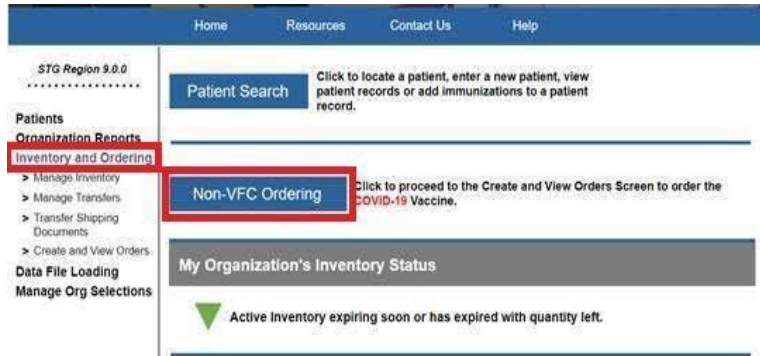 Home Resources Contact Us Help
STG Region 9.0.0
Patients
Organization Reports
Inventory and Ordering
> Manage Inventory
> Manage Transfers
> Transfer Shipping
Documents
> Create and View Orders
Data File Loading
Manage Org Selections
Patient Search
Click to locate a patient, enter a new patient, view
patient records or add immunizations to a patient
record.
Non-VFC Ordering
Click to proceed to the Create and View Orders Screen to order the
COVID-19 Vaccine.
My Organization's Inventory Status
Active Inventory expiring soon or has expired with quantity left.